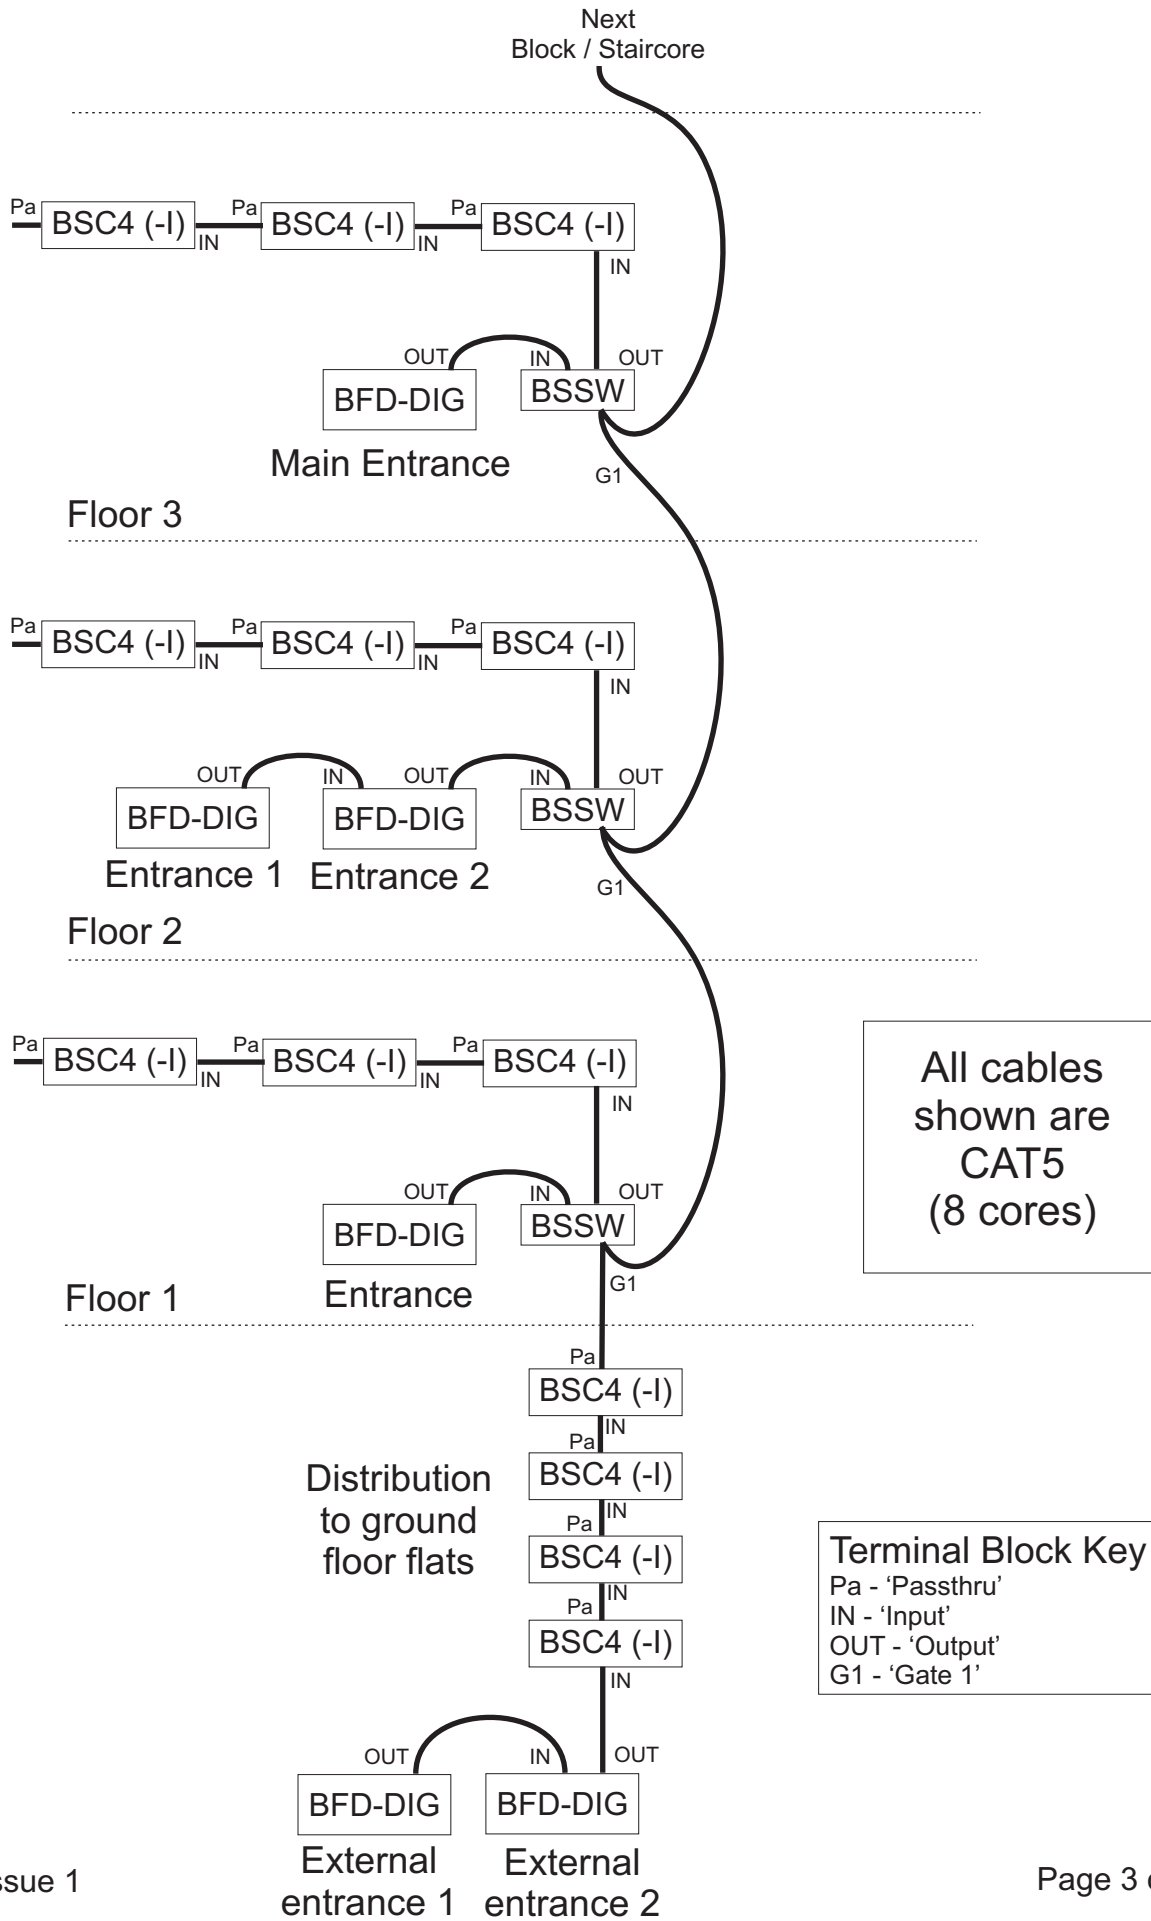 Next
Block / Staircore
Pa
BSC4 (-I)
IN
Pa
BSC4 (-I)
IN
Pa
BSC4 (-I)
IN
OUT
IN
OUT
BFD-DIG
BSSW
Main Entrance
G1
Floor 3
Pa
BSC4 (-I)
IN
Pa
BSC4 (-I)
IN
Pa
BSC4 (-I)
IN
OUT
IN
OUT
IN
OUT
BFD-DIG
BFD-DIG
BSSW
Entrance 1
Entrance 2
G1
Floor 2
Pa
BSC4 (-I)
IN
Pa
BSC4 (-I)
IN
Pa
BSC4 (-I)
IN
All cables
shown are
CAT5
(8 cores)
OUT
IN
OUT
BFD-DIG
BSSW
Entrance
G1
Floor 1
Pa
BSC4 (-I)
IN
Pa
BSC4 (-I)
IN
Pa
BSC4 (-I)
IN
Pa
BSC4 (-I)
IN
Distribution
to ground
floor flats
Terminal Block Key
Pa - ‘Passthru’
IN - ‘Input’
OUT - ‘Output’
G1 - ‘Gate 1’
OUT
IN
OUT
BFD-DIG
BFD-DIG
External
entrance 1
External
entrance 2
ssue 1
Page 3